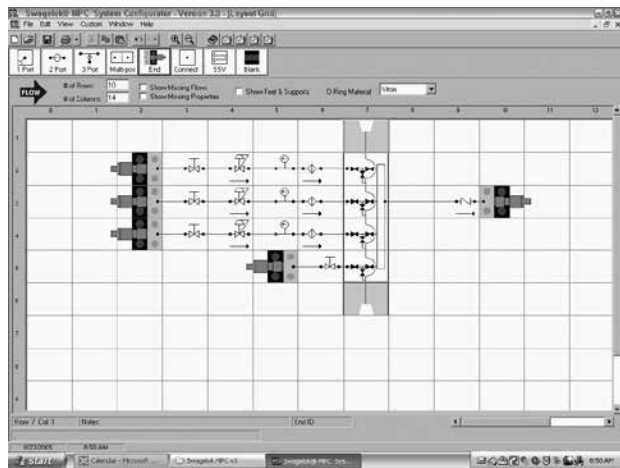 Swagelok® MPC System Configurator - Version 3.0 - [Layout Grid]
File Edit View Custom Window Help
1 Port 2 Port 3 Port Multi-pos End Connect SSV Blank
FLOW
# of Rows: 10
# of Columns: 14
Show Missing Flows
Show Missing Properties
Show Feet & Supports
O-Ring Material: Viton
0 1 2 3 4 5 6 7 8 9 10 11 12
1
2
3
4
5
6
7
8
Row 7 Col 1 Notes: End ID
8/23/2005 8:50 AM
start Calendar - Microsoft ... Swagelok MPC v3 Swagelok® MPC Sys... 8:50 AM